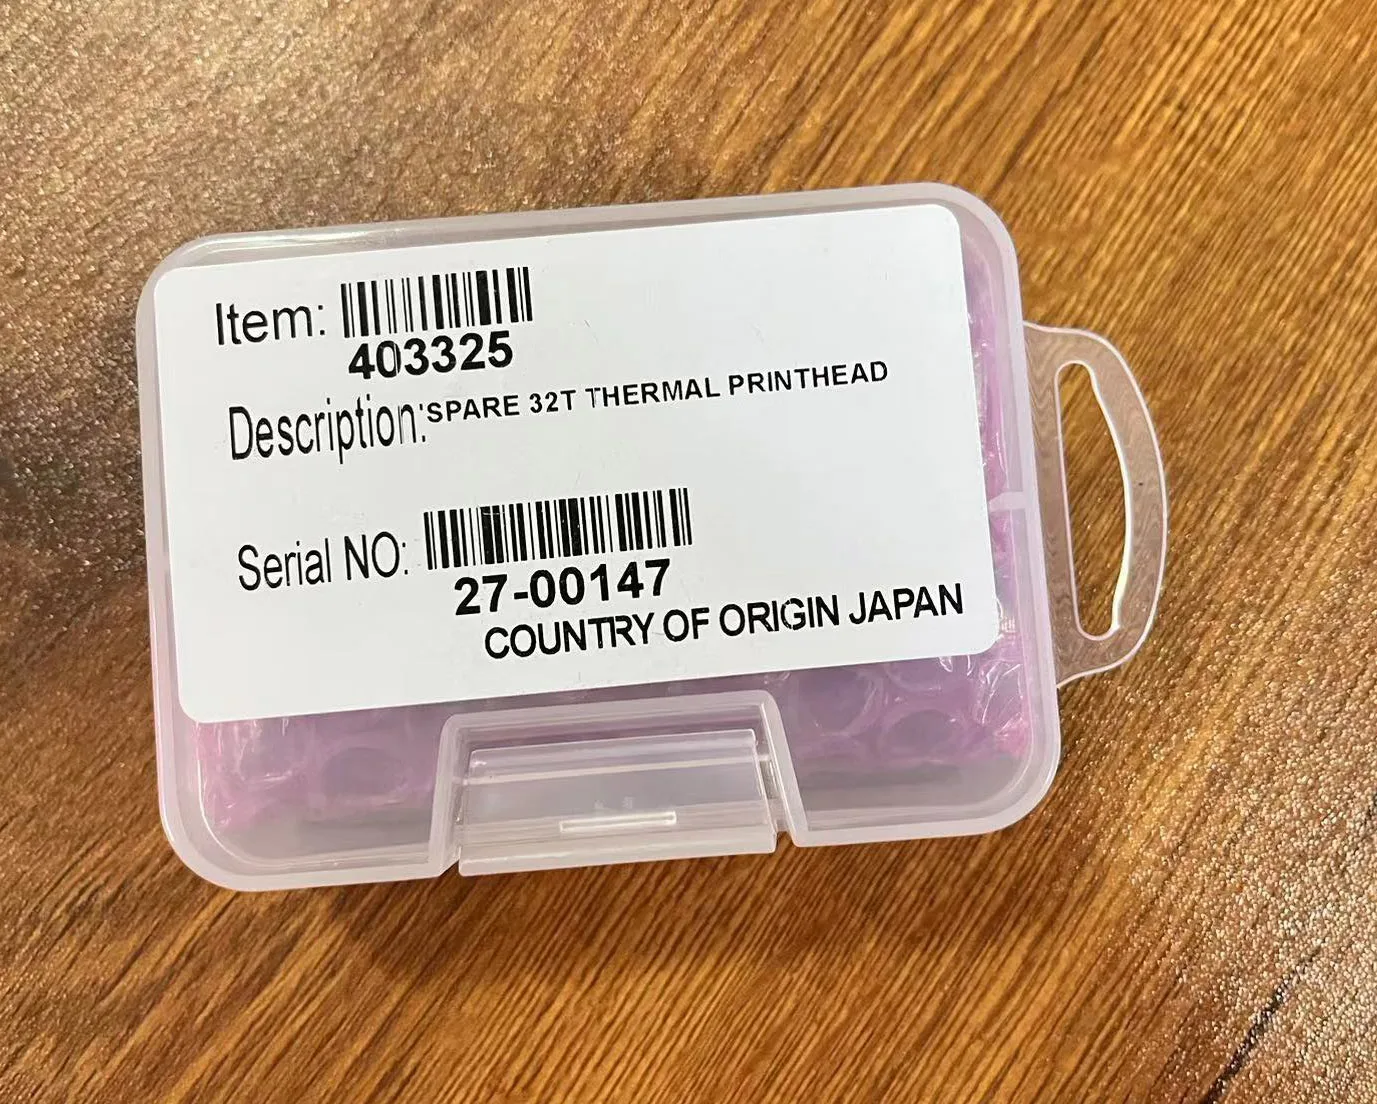 Item:
403325
Description:'SPARE 32T THERMAL PRINTHEAD
Serial NO:
27-00147
COUNTRY OF ORIGIN JAPAN